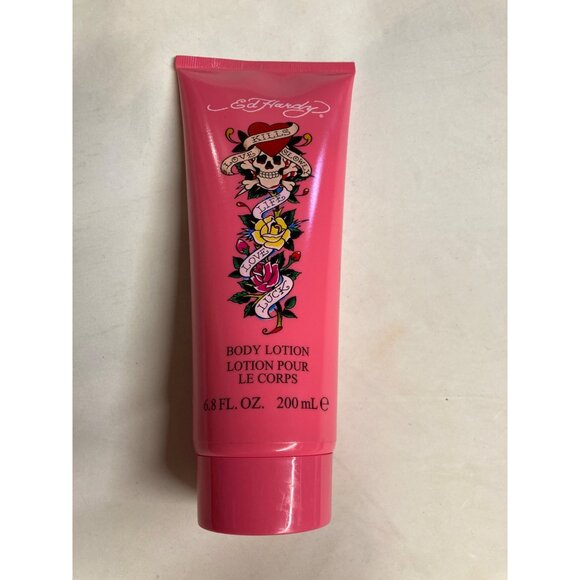 Ed Hardy®
KILLS
LOVE SLOWLY
LIFE
LOVE
LUCK
BODY LOTION
LOTION POUR
LE CORPS
6.8 FL. OZ. 200 mL ℮